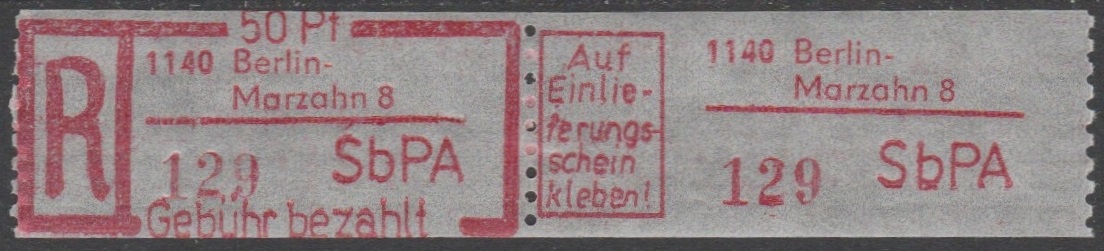 50 Pf
R
1140 Berlin-
Marzahn 8
129 SbPA
Gebühr bezahlt
Auf
Einlie-
ferungs-
schein
kleben!
1140 Berlin-
Marzahn 8
129 SbPA